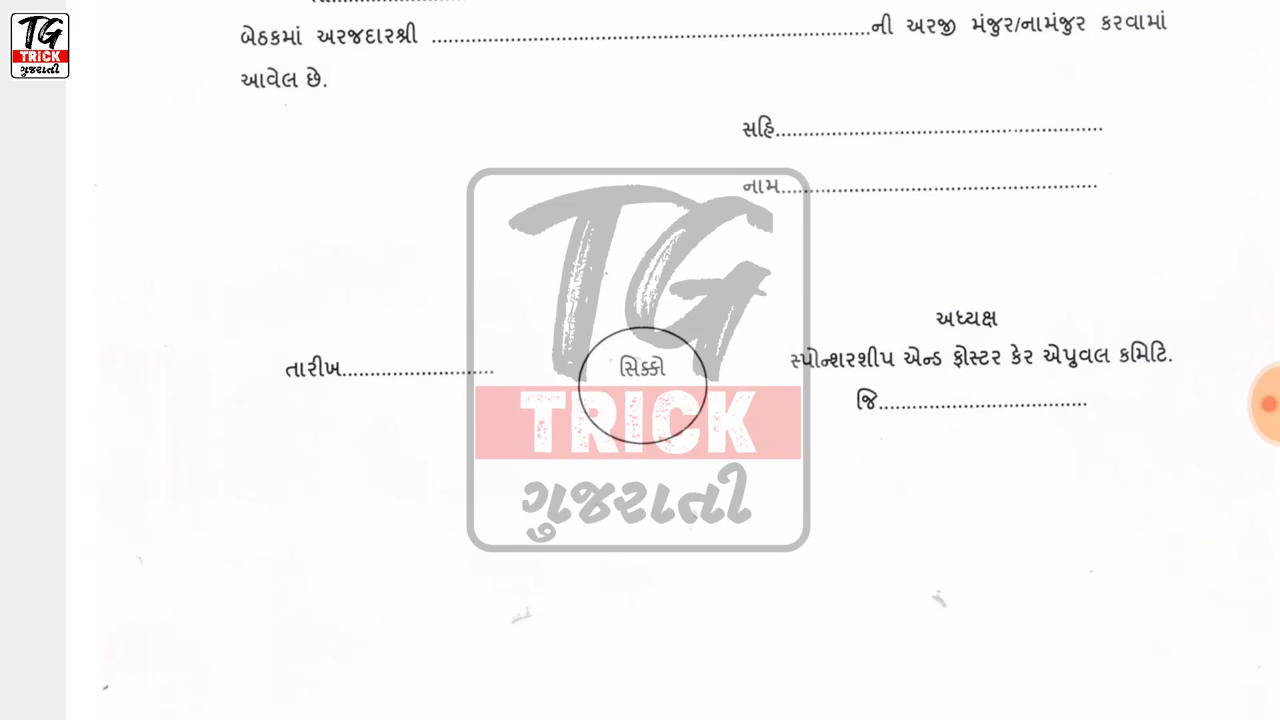 TG
TRICK
ગુજરાતી
બેઠકમાં અરજદારશ્રી ........................................................ની અરજી મંજુર/નામંજુર કરવામાં
આવેલ છે.
સહિ..........................................................
નામ.........................................................
અધ્યક્ષ
તારીખ...........................
સિક્કો
સ્પોન્શરશીપ એન્ડ ફોસ્ટર કેર એપ્રુવલ કમિટિ.
જિ.....................................
TG
TRICK
ગુજરાતી